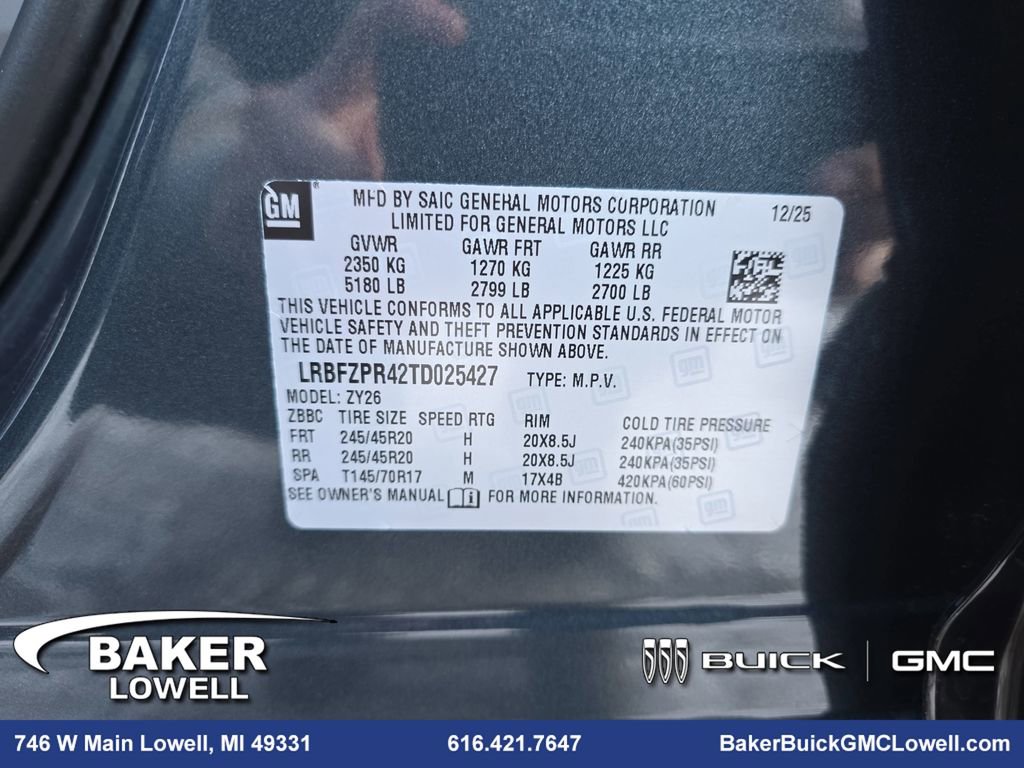 GM
MFD BY SAIC GENERAL MOTORS CORPORATION 12/25
LIMITED FOR GENERAL MOTORS LLC
GVWR GAWR FRT GAWR RR
2350 KG 1270 KG 1225 KG
5180 LB 2799 LB 2700 LB
THIS VEHICLE CONFORMS TO ALL APPLICABLE U.S. FEDERAL MOTOR
VEHICLE SAFETY AND THEFT PREVENTION STANDARDS IN EFFECT ON
THE DATE OF MANUFACTURE SHOWN ABOVE.
LRBFZPR42TD025427 TYPE: M.P.V.
MODEL: ZY26
ZBBC TIRE SIZE SPEED RTG RIM COLD TIRE PRESSURE
FRT 245/45R20 H 20X8.5J 240KPA(35PSI)
RR 245/45R20 H 20X8.5J 240KPA(35PSI)
SPA T145/70R17 M 17X4B 420KPA(60PSI)
SEE OWNER'S MANUAL i FOR MORE INFORMATION.
BAKER
LOWELL
BUICK GMC
746 W Main Lowell, MI 49331 616.421.7647 BakerBuickGMCLowell.com